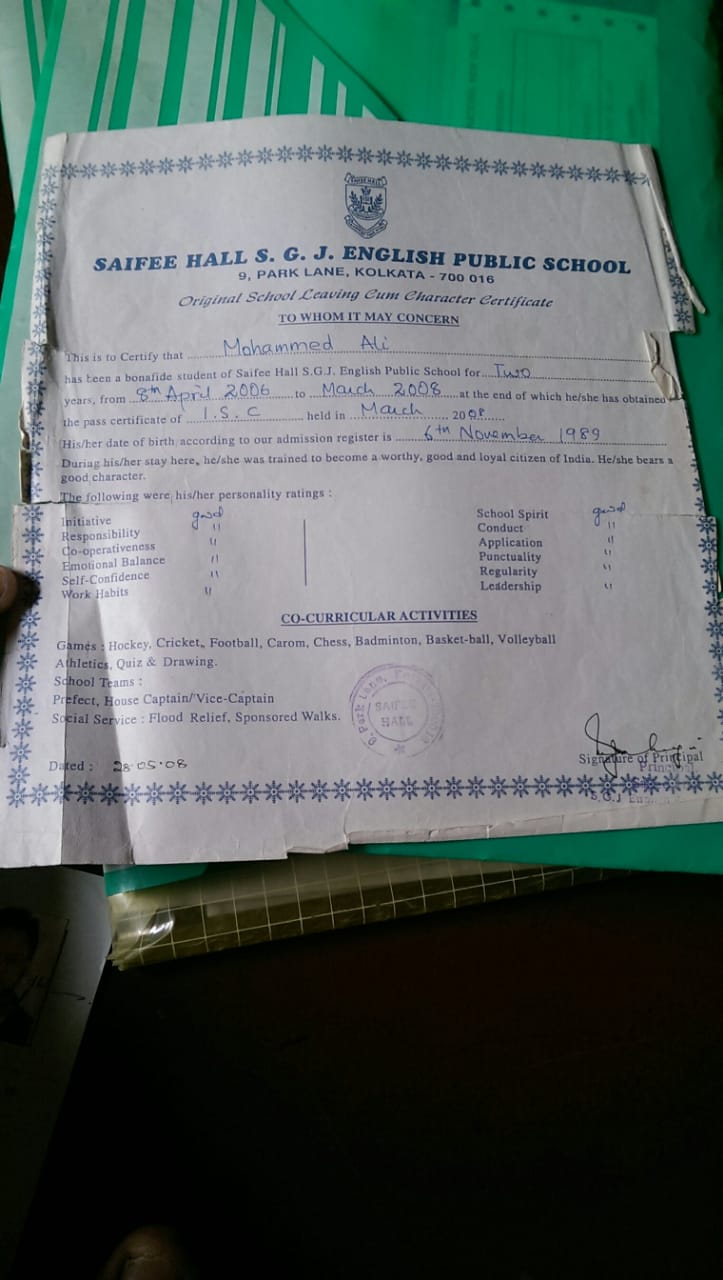 SAIFEE HALL
SAIFEE HALL S. G. J. ENGLISH PUBLIC SCHOOL
9, PARK LANE, KOLKATA - 700 016
Original School Leaving Cum Character Certificate
TO WHOM IT MAY CONCERN
This is to Certify that Mohammed Ali
has been a bonafide student of Saifee Hall S.G.J. English Public School for Two
years, from 8th April 2006 to March 2008 at the end of which he/she has obtained
the pass certificate of I.S.C held in March 2008.
His/her date of birth according to our admission register is 6th November 1989
During his/her stay here, he/she was trained to become a worthy, good and loyal citizen of India. He/she bears a
good character.
The following were his/her personality ratings :
Initiative good School Spirit good
Responsibility " Conduct "
Co-operativeness " Application "
Emotional Balance " Punctuality "
Self-Confidence " Regularity "
Work Habits " Leadership "
CO-CURRICULAR ACTIVITIES
Games : Hockey, Cricket, Football, Carom, Chess, Badminton, Basket-ball, Volleyball
Athletics, Quiz & Drawing.
School Teams :
Prefect, House Captain/Vice-Captain
Social Service : Flood Relief, Sponsored Walks.
9, Park Lane,
SAIFEE
HALL
Signature of Principal
Dated : 28.05.08
S.G.J